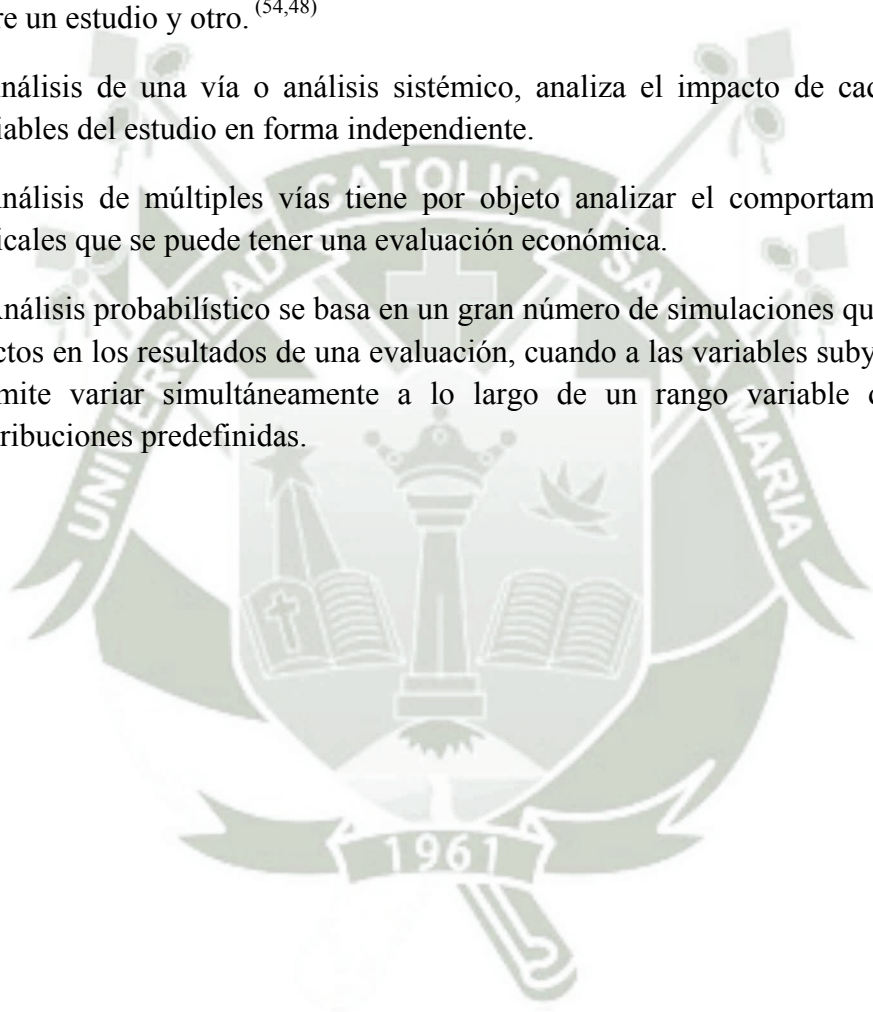 re un estudio y otro. (54,48)
nálisis de una vía o análisis sistémico, analiza el impacto de cad
iables del estudio en forma independiente.
nálisis de múltiples vías tiene por objeto analizar el comportam
icales que se puede tener una evaluación económica.
Análisis probabilístico se basa en un gran número de simulaciones qu
ctos en los resultados de una evaluación, cuando a las variables suby
mite variar simultáneamente a lo largo de un rango variable
ribuciones predefinidas.
UNIVERSIDAD CATOLICA SANTA MARIA
1961